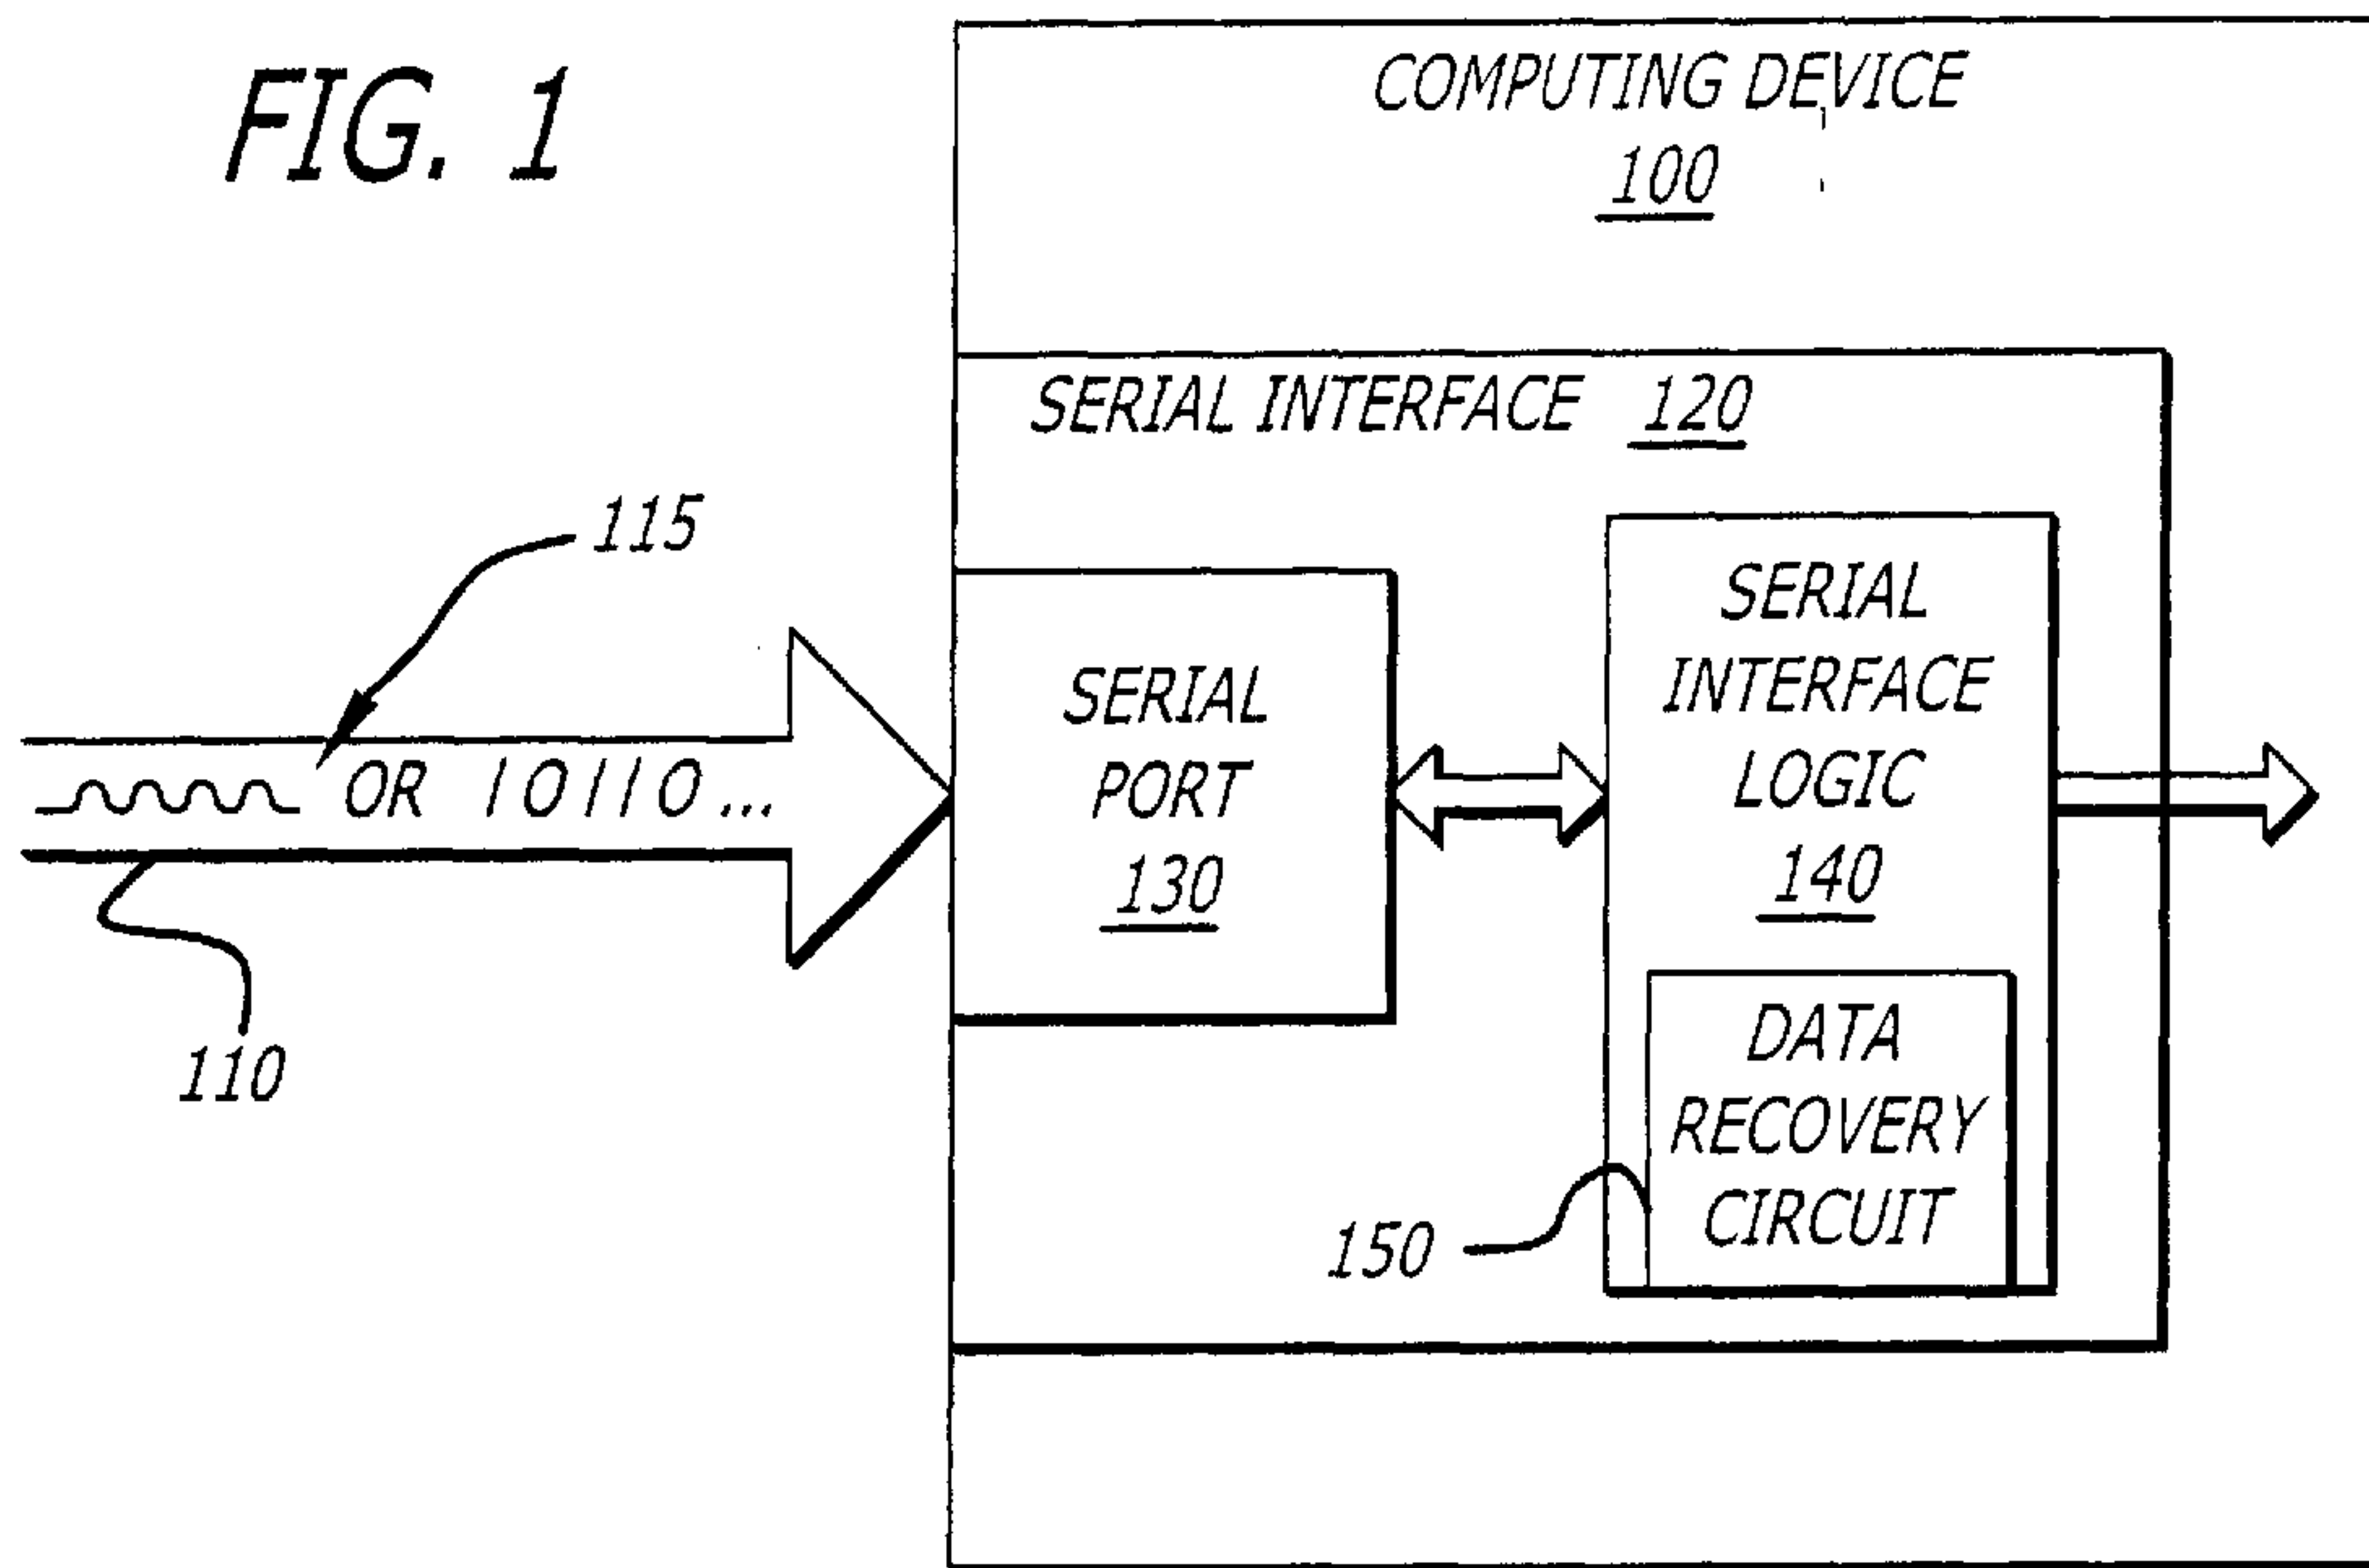 FIG. 1
COMPUTING DEVICE
100
SERIAL INTERFACE 120
115
OR 10110...
110
SERIAL
PORT
130
SERIAL
INTERFACE
LOGIC
140
DATA
RECOVERY
CIRCUIT
150